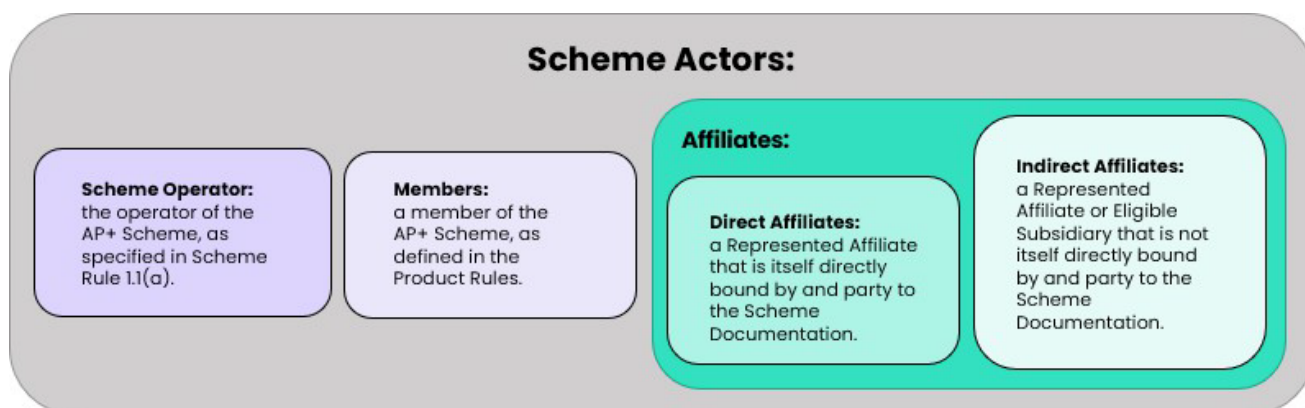 Scheme Actors:
Scheme Operator:
the operator of the
AP+ Scheme, as
specified in Scheme
Rule 1.1(a).
Members:
a member of the
AP+ Scheme, as
defined in the
Product Rules.
Affiliates:
Direct Affiliates:
a Represented Affiliate
that is itself directly
bound by and party to
the Scheme
Documentation.
Indirect Affiliates:
a Represented
Affiliate or Eligible
Subsidiary that is not
itself directly bound
by and party to the
Scheme
Documentation.